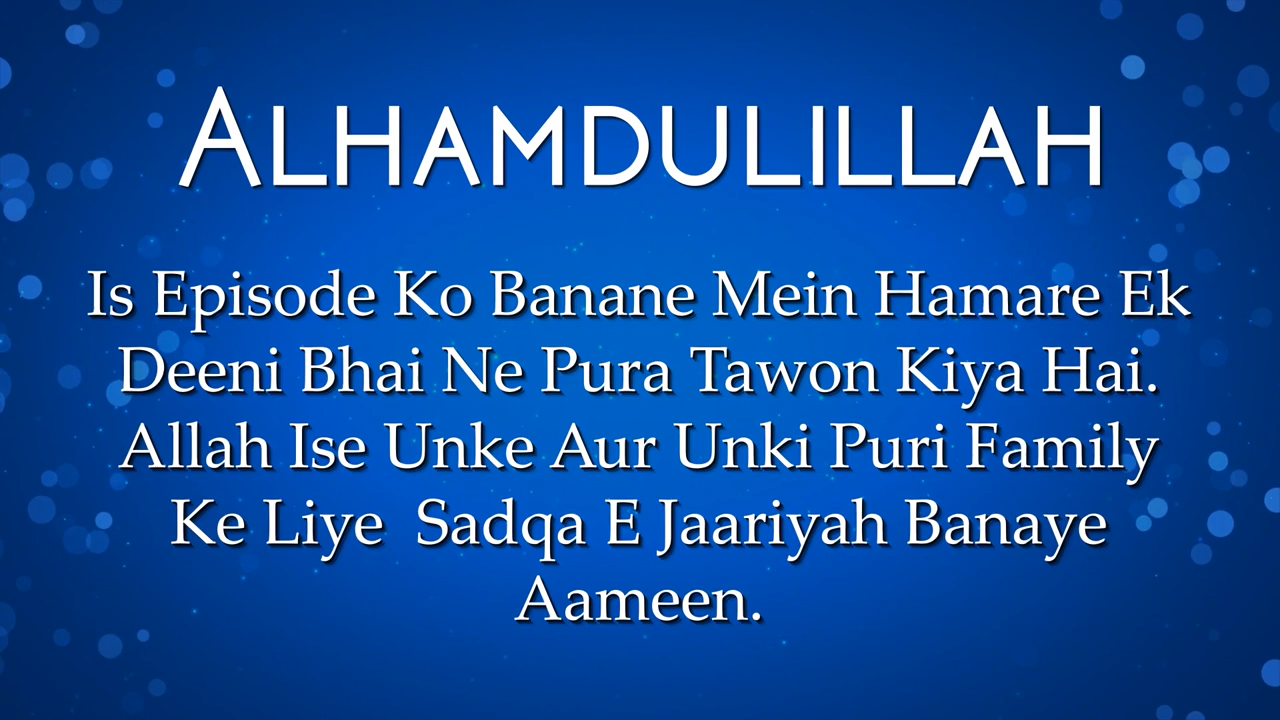 ALHAMDULILLAH
Is Episode Ko Banane Mein Hamare Ek
Deeni Bhai Ne Pura Tawon Kiya Hai.
Allah Ise Unke Aur Unki Puri Family
Ke Liye  Sadqa E Jaariyah Banaye
Aameen.